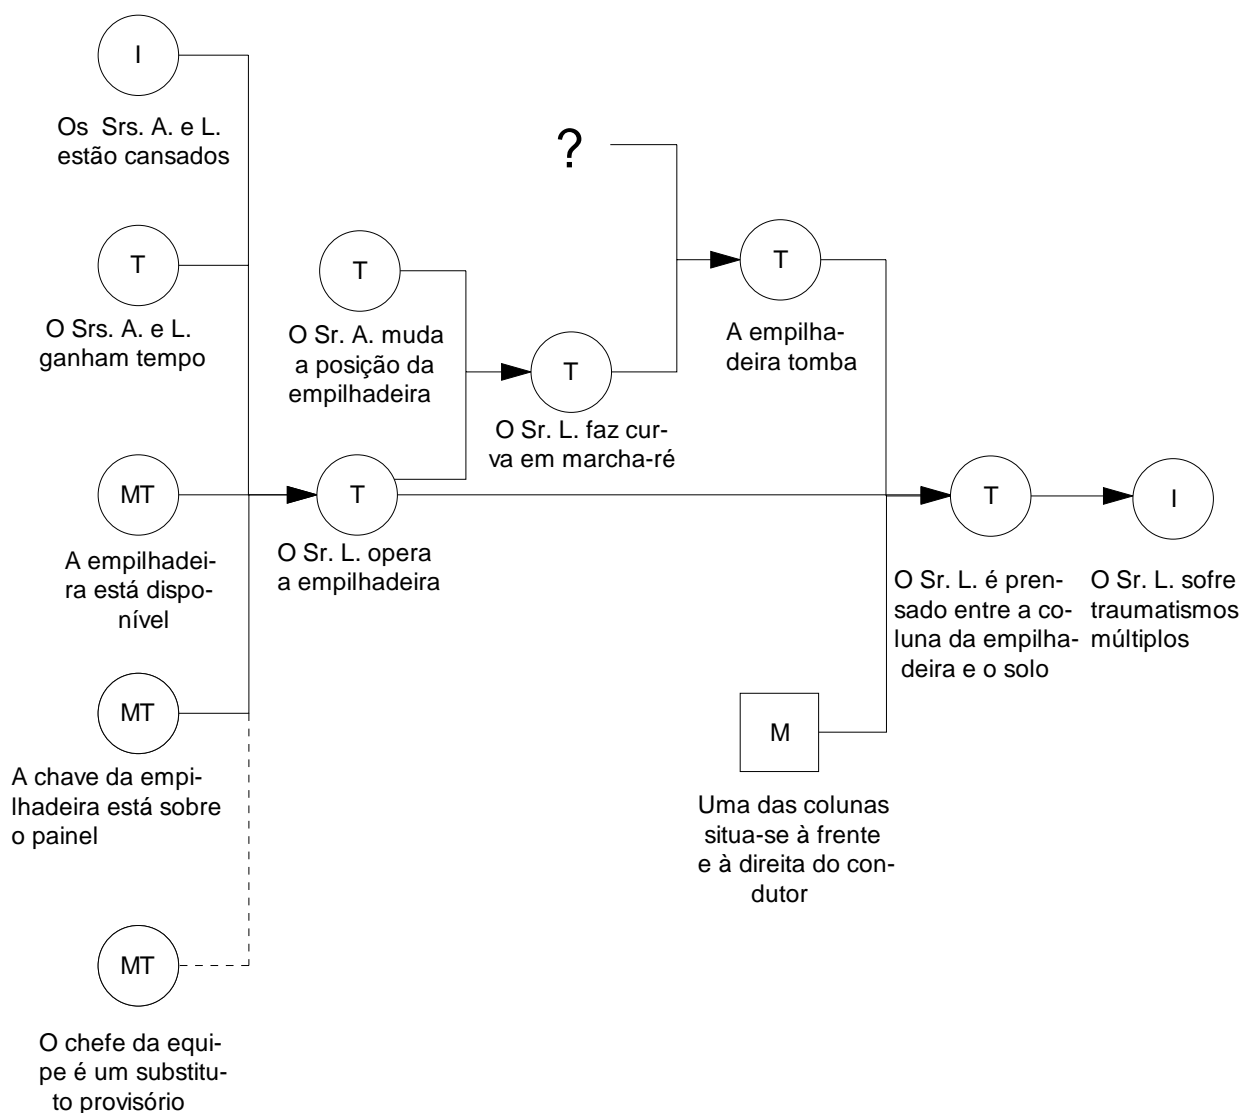 I
Os Srs. A. e L.
estão cansados
?
T
O Srs. A. e L.
ganham tempo
T
O Sr. A. muda
a posição da
empilhadeira
T
O Sr. L. faz cur-
va em marcha-ré
T
A empilha-
deira tomba
MT
A empilhadei-
ra está dispo-
nível
T
O Sr. L. opera
a empilhadeira
T
O Sr. L. é pren-
sado entre a co-
luna da empilha-
deira e o solo
I
O Sr. L. sofre
traumatismos
múltiplos
MT
A chave da empi-
lhadeira está sobre
o painel
M
Uma das colunas
situa-se à frente
e à direita do con-
dutor
MT
O chefe da equi-
pe é um substitu-
to provisório